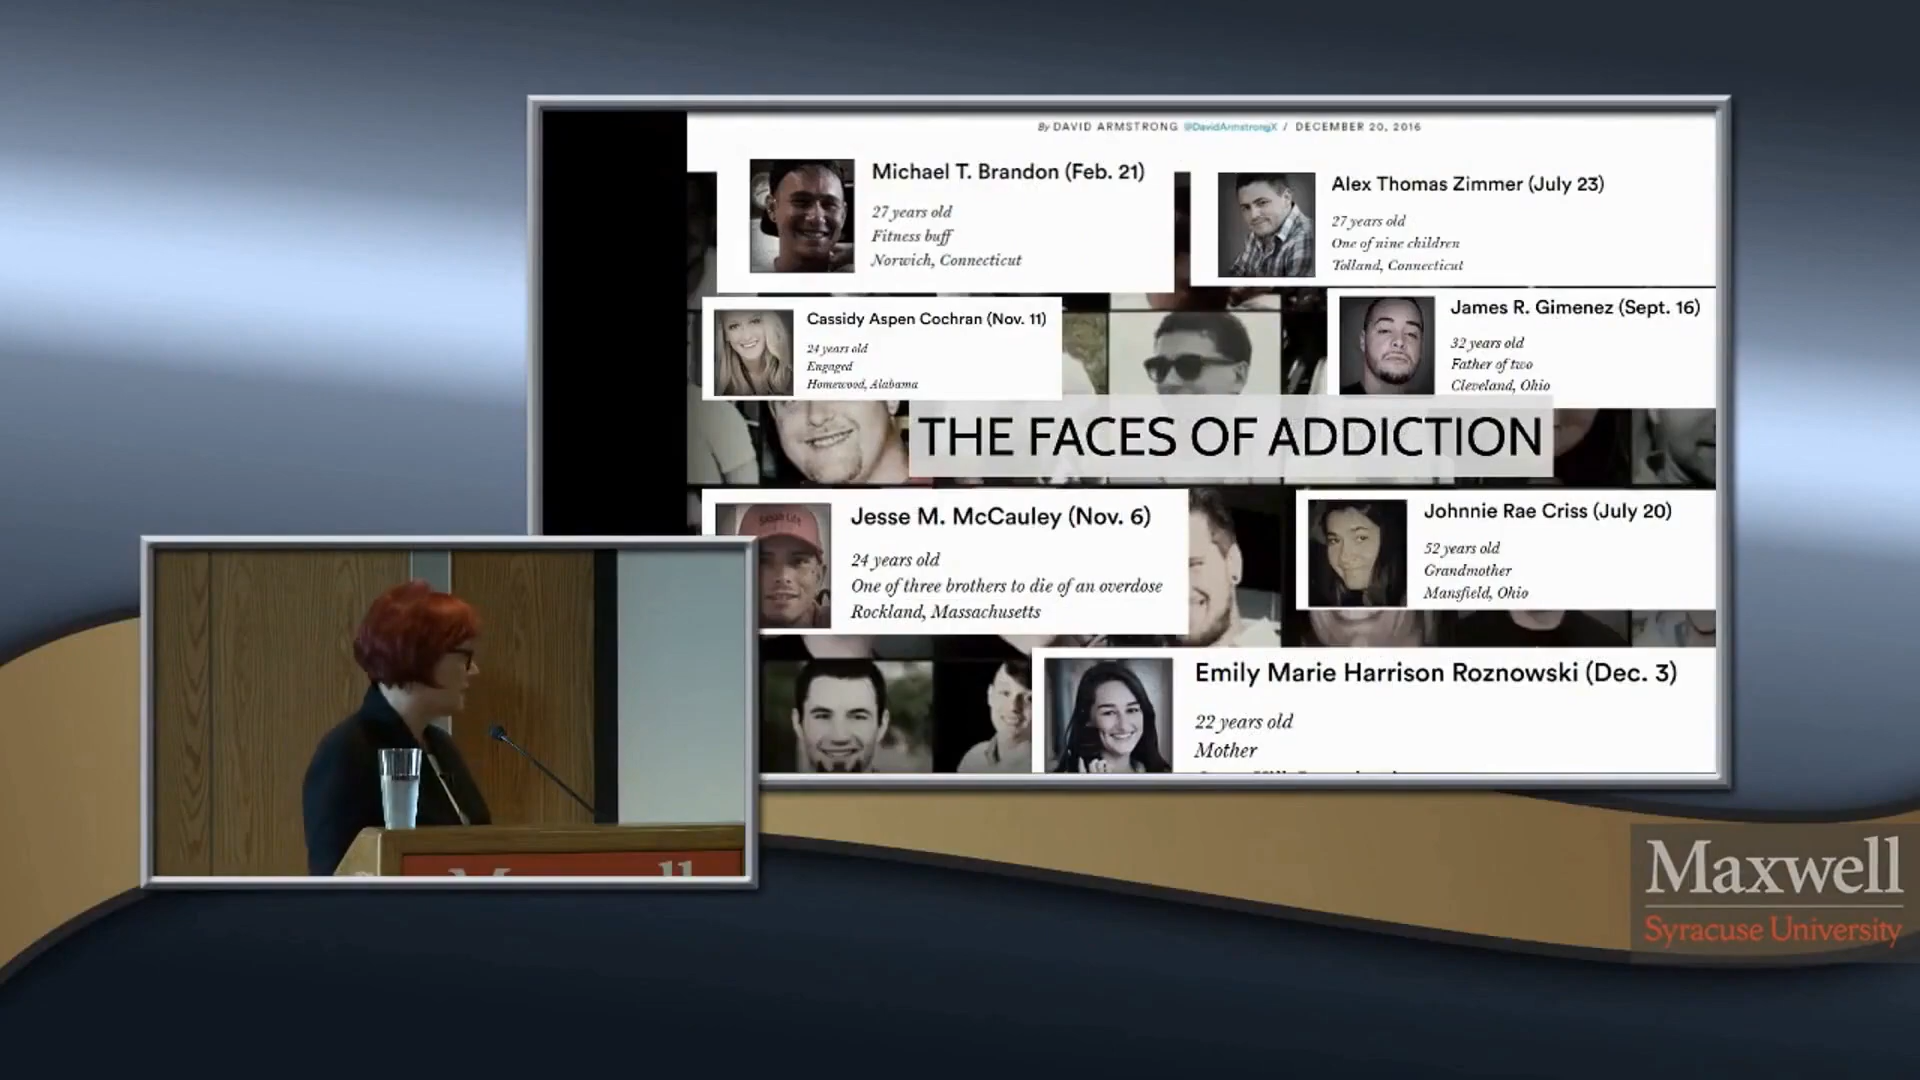 By DAVID ARMSTRONG @DavidArmstrongX / DECEMBER 20, 2016
Michael T. Brandon (Feb. 21)
27 years old
Fitness buff
Norwich, Connecticut
Alex Thomas Zimmer (July 23)
27 years old
One of nine children
Tolland, Connecticut
Cassidy Aspen Cochran (Nov. 11)
24 years old
Engaged
Homewood, Alabama
James R. Gimenez (Sept. 16)
32 years old
Father of two
Cleveland, Ohio
THE FACES OF ADDICTION
Jesse M. McCauley (Nov. 6)
24 years old
One of three brothers to die of an overdose
Rockland, Massachusetts
Johnnie Rae Criss (July 20)
52 years old
Grandmother
Mansfield, Ohio
Emily Marie Harrison Roznowski (Dec. 3)
22 years old
Mother
Maxwell
Syracuse University